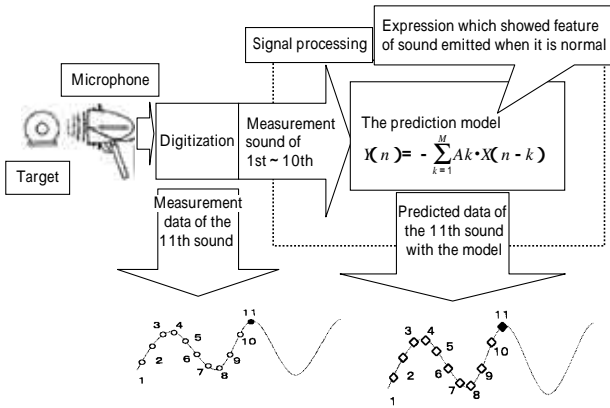 Expression which showed feature
of sound emitted when it is normal
Signal processing
Microphone
Target
Digitization
Measurement
sound of
1st ~ 10th
The prediction model
Y(n)= - M∑k=1 Ak•X(n - k)
Measurement
data of the
11th sound
Predicted data of
the 11th sound
with the model
1
2
3
4
5
6
7
8
9
10
11
1
2
3
4
5
6
7
8
9
10
11